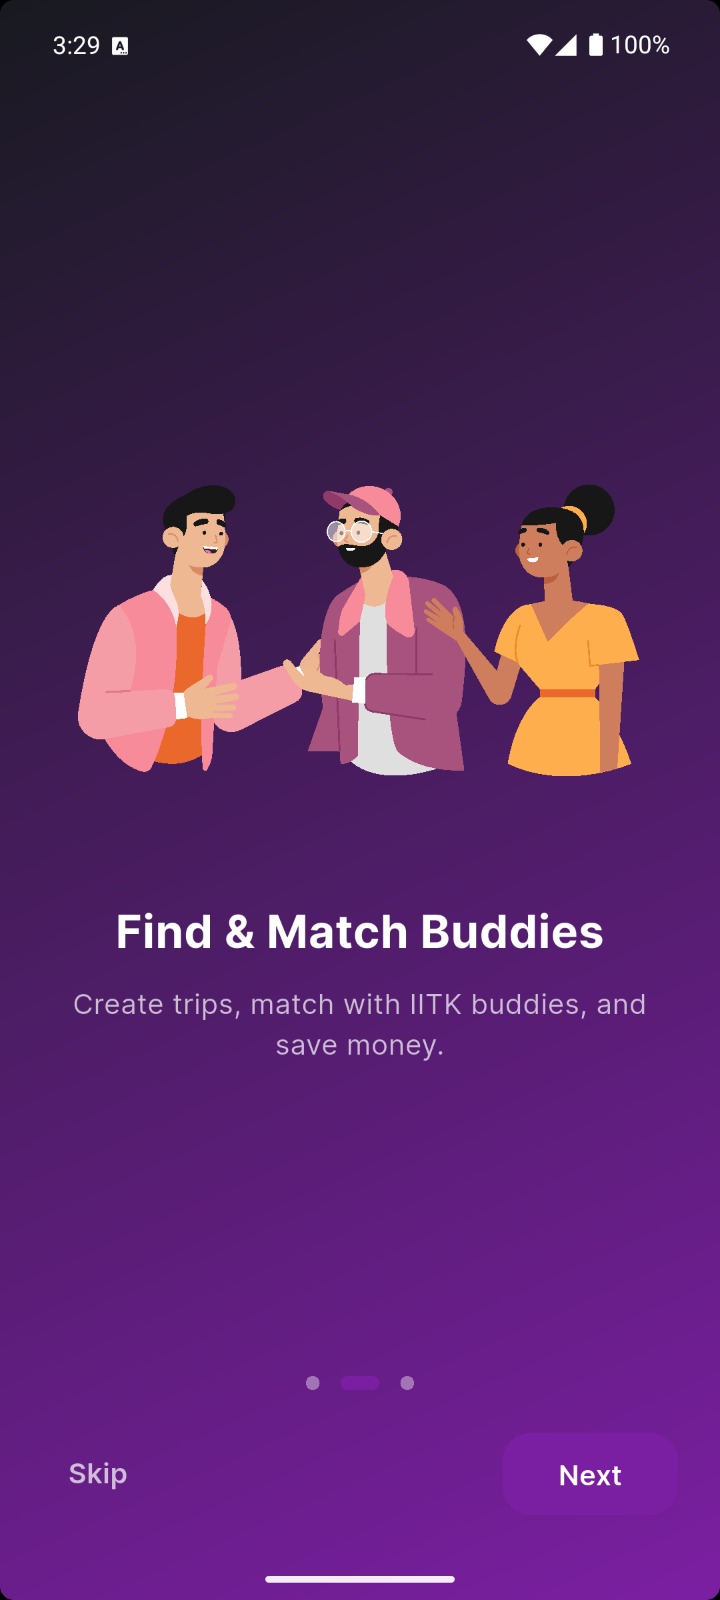 3:29 A
100%
Find & Match Buddies
Create trips, match with IITK buddies, and
save money.
Skip
Next